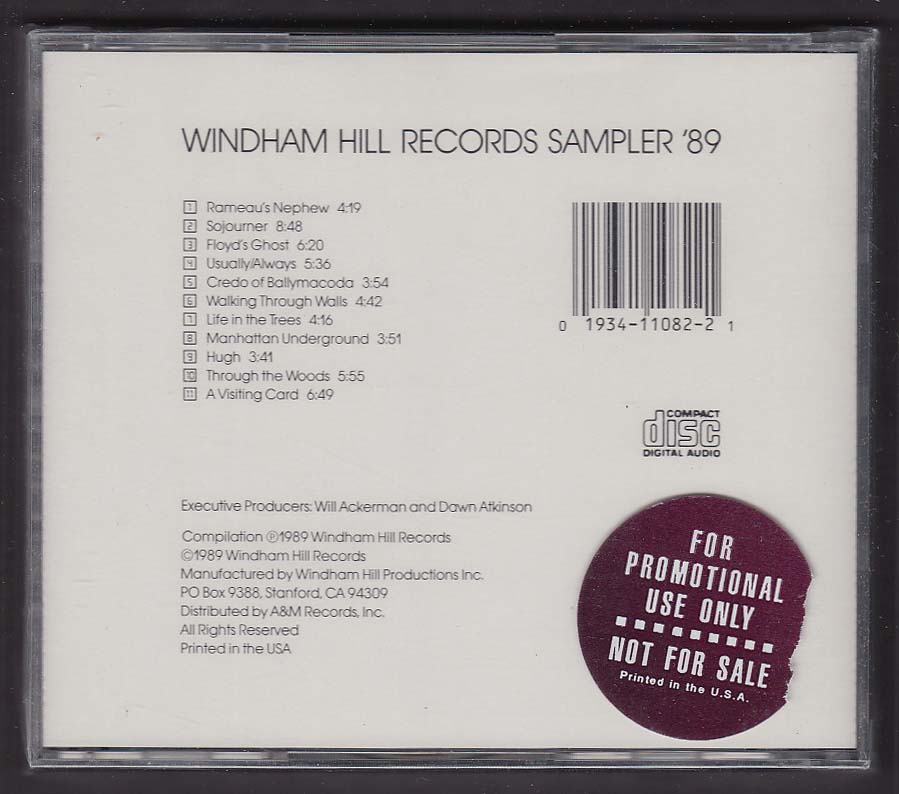 WINDHAM HILL RECORDS SAMPLER '89
1 Rameau's Nephew 4:19
2 Sojourner 8:48
3 Floyd's Ghost 6:20
4 Usually/Always 5:36
5 Credo of Ballymacoda 3:54
6 Walking Through Walls 4:42
7 Life in the Trees 4:16
8 Manhattan Underground 3:51
9 Hugh 3:41
10 Through the Woods 5:55
11 A Visiting Card 6:49
0 1934-11082-2 1
COMPACT
disc
DIGITAL AUDIO
Executive Producers: Will Ackerman and Dawn Atkinson
Compilation ℗1989 Windham Hill Records
©1989 Windham Hill Records
Manufactured by Windham Hill Productions Inc.
PO Box 9388, Stanford, CA 94309
Distributed by A&M Records, Inc.
All Rights Reserved
Printed in the USA
FOR
PROMOTIONAL
USE ONLY
NOT FOR SALE
Printed in the U.S.A.